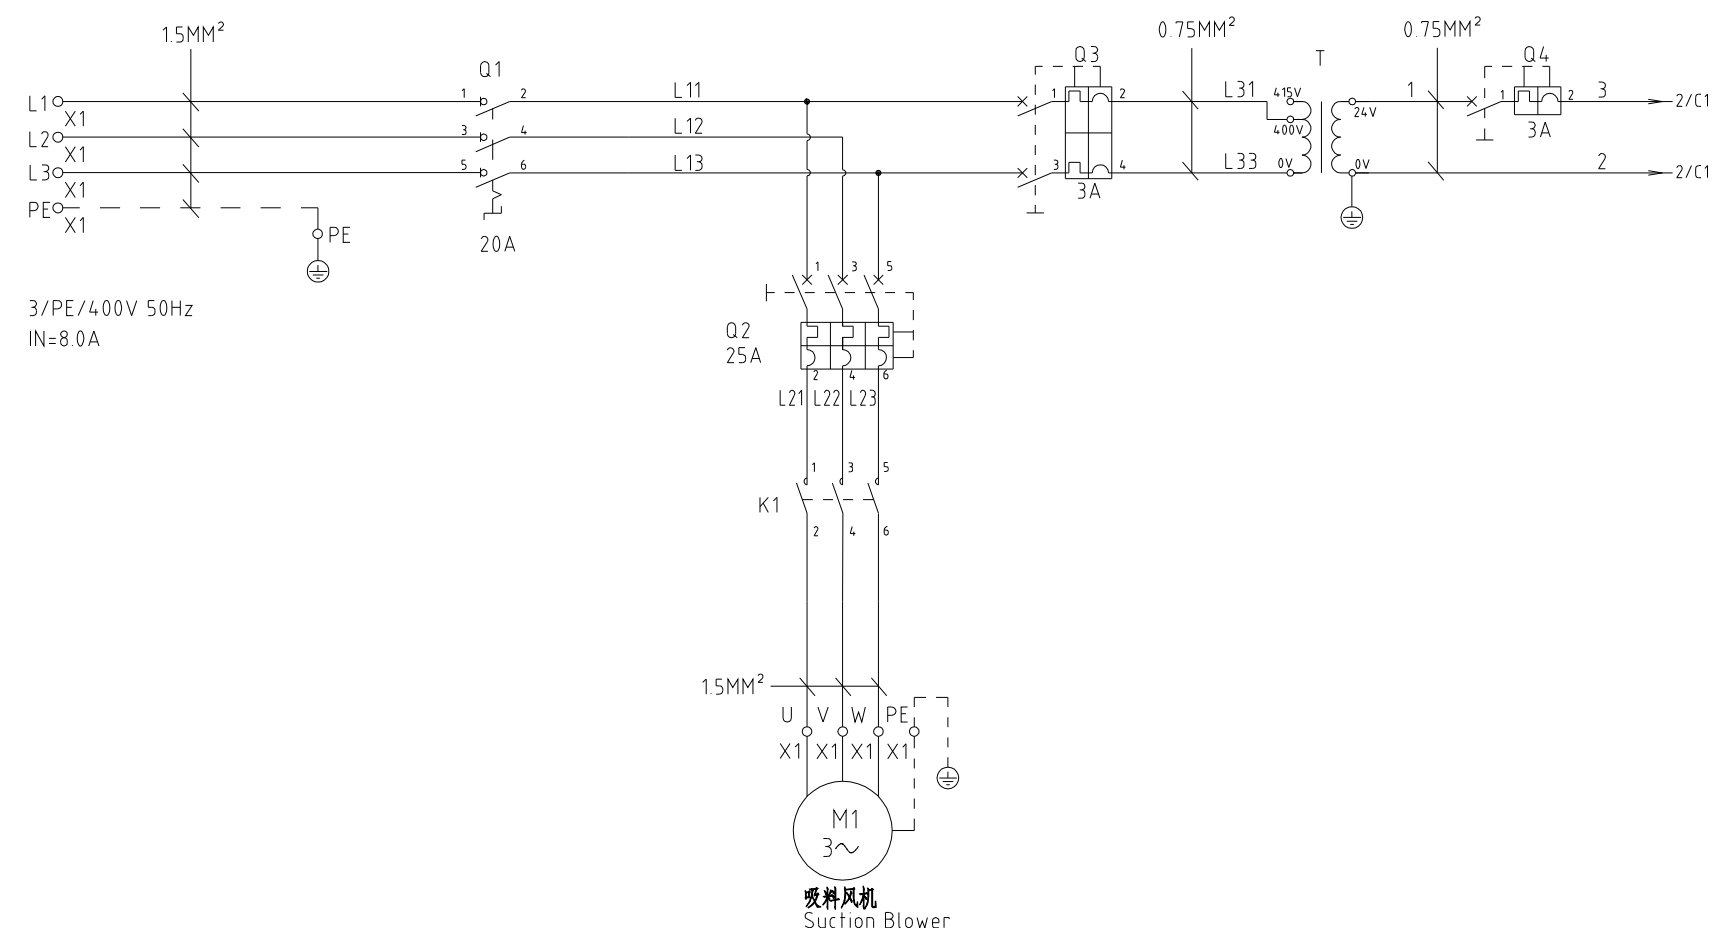 1.5MM²
0.75MM²
0.75MM²
Q1
Q3
T
Q4
L1
X1
1
2
L11
1
2
L31
415V
400V
24V
1
1
2
3
2/C1
3A
L2
X1
3
4
L12
L3
X1
5
6
L13
3
4
3A
L33
0V
0V
2
2/C1
PE
X1
PE
20A
3/PE/400V 50Hz
IN=8.0A
1
3
5
Q2
25A
2
4
6
L21
L22
L23
1
3
5
K1
2
4
6
1.5MM²
U
V
W
PE
X1
X1
X1
X1
M1
3~
吸料风机
Suction Blower